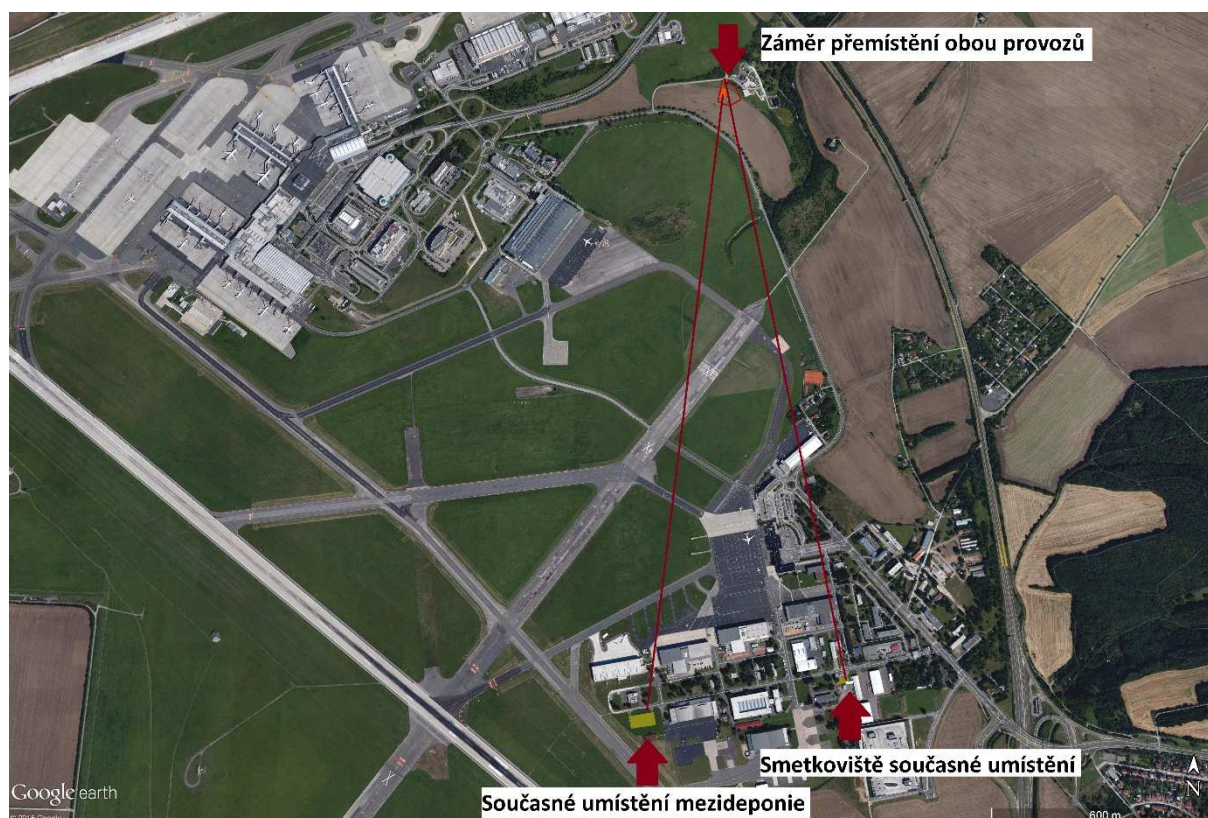 Záměr přemístění obou provozů
Smetkoviště současné umístění
Současné umístění mezideponie
Google earth
N
600 m